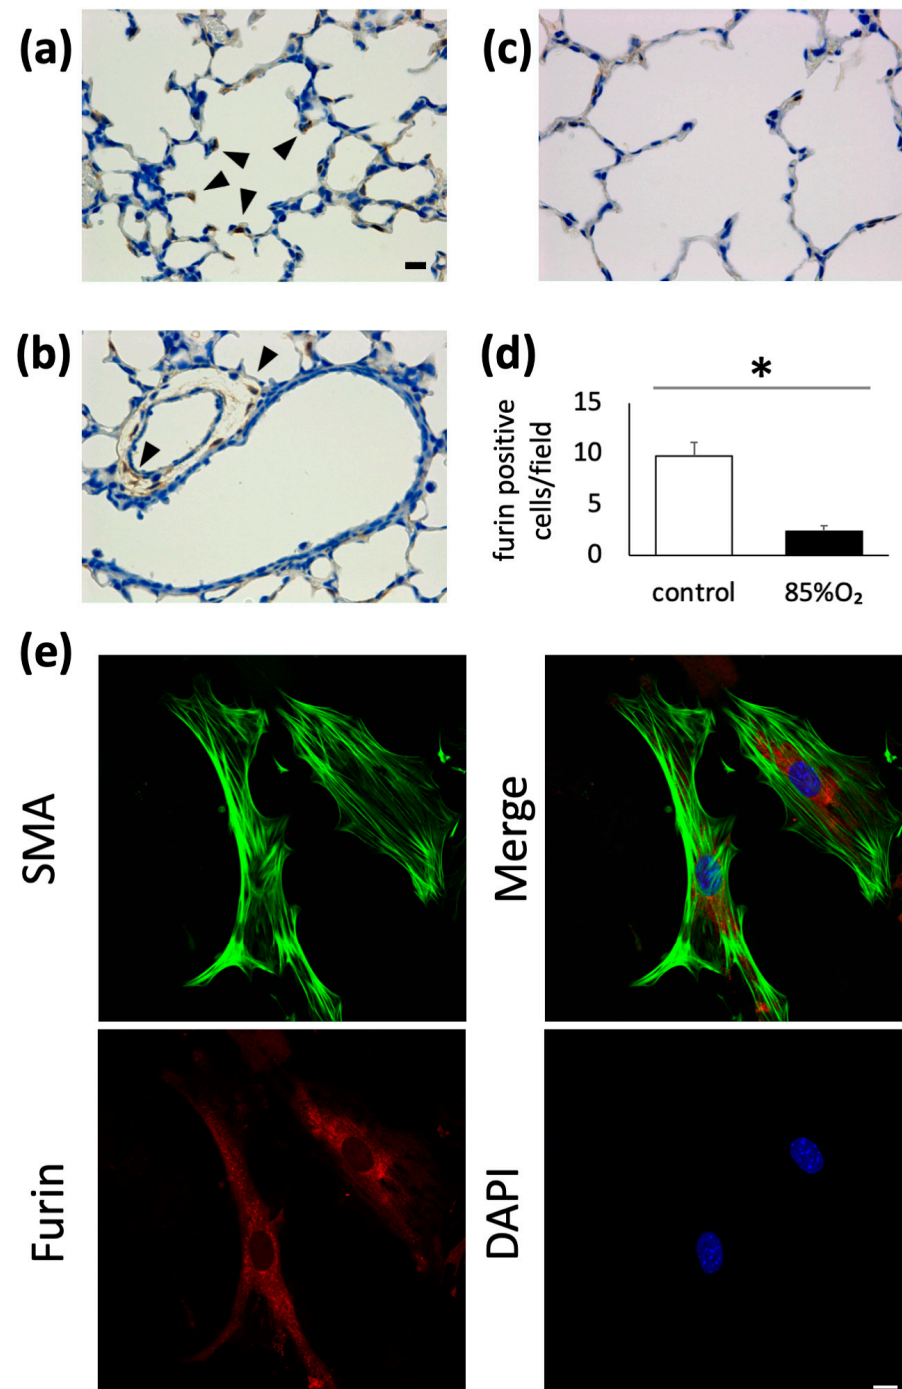 (a)
(c)
(b)
(d)
*
furin positive
cells/field
15
10
5
0
control
85%O₂
(e)
SMA
Merge
Furin
DAPI